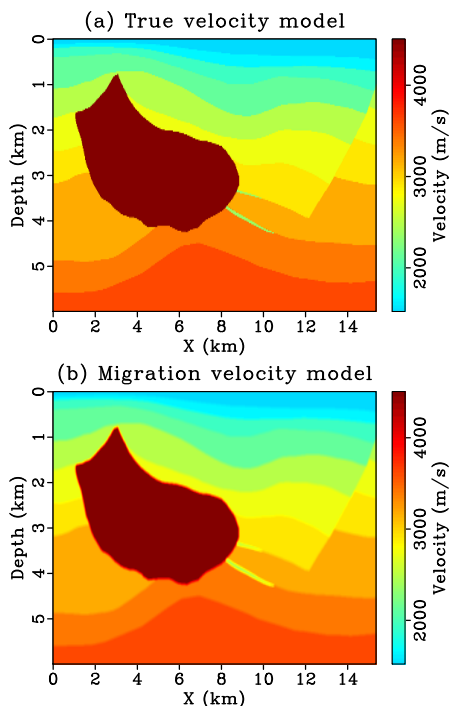 (a) True velocity model
0
1
2
3
4
5
Depth (km)
0 2 4 6 8 10 12 14
X (km)
2000 3000 4000
Velocity (m/s)
(b) Migration velocity model
0
1
2
3
4
5
Depth (km)
0 2 4 6 8 10 12 14
X (km)
2000 3000 4000
Velocity (m/s)